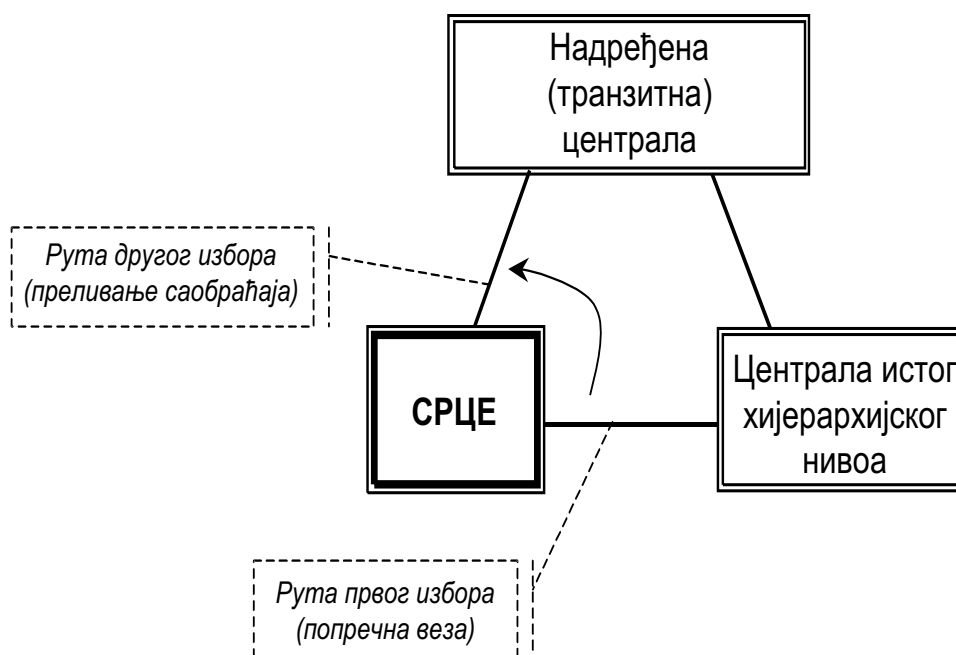 Надређена
(транзитна)
централа
Рута другог избора
(преливање саобраћаја)
СРЦЕ
Централа истог
хијерархијског
нивоа
Рута првог избора
(попречна веза)